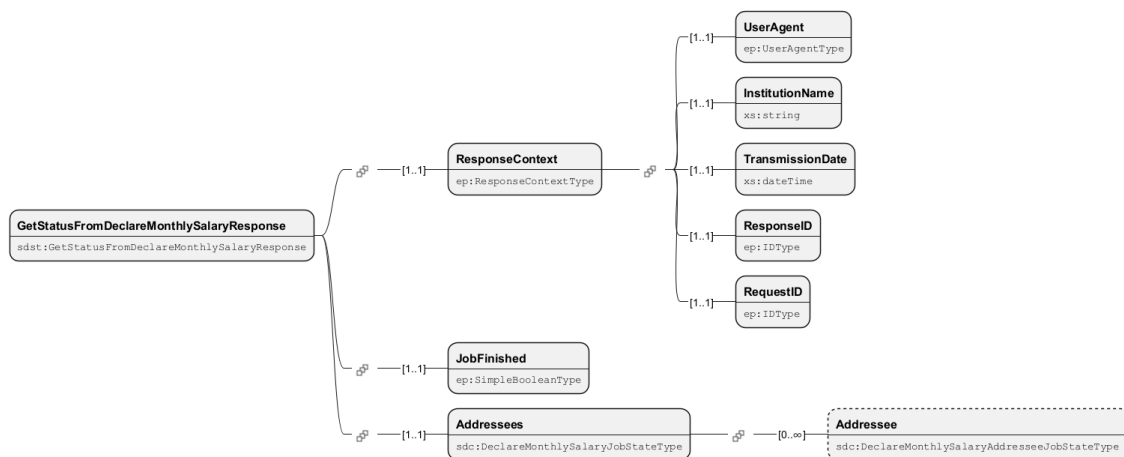 UserAgent
[1..1]
ep:UserAgentType
InstitutionName
[1..1]
xs:string
ResponseContext
[1..1]
ep:ResponseContextType
TransmissionDate
[1..1]
xs:dateTime
GetStatusFromDeclareMonthlySalaryResponse
sdst:GetStatusFromDeclareMonthlySalaryResponse
ResponseID
[1..1]
ep:IDType
RequestID
[1..1]
ep:IDType
JobFinished
[1..1]
ep:SimpleBooleanType
Addressees
[1..1]
sdc:DeclareMonthlySalaryJobStateType
Addressee
[0..∞]
sdc:DeclareMonthlySalaryAddresseeJobStateType